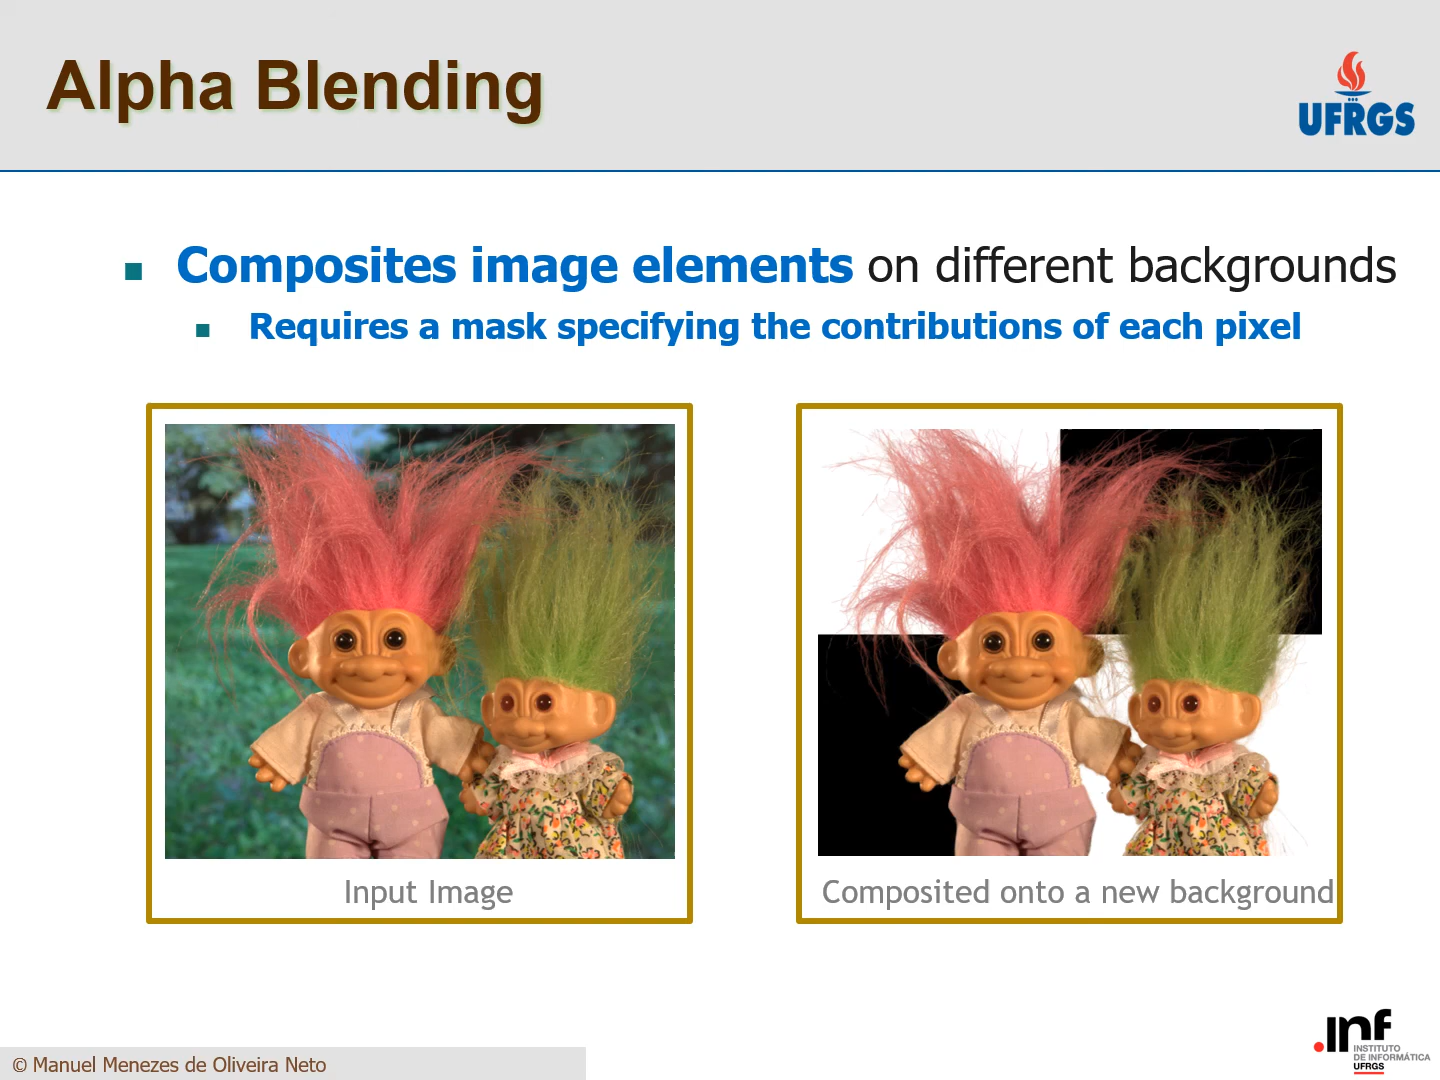 Alpha Blending
UFRGS
Composites image elements on different backgrounds
Requires a mask specifying the contributions of each pixel
Input Image
Composited onto a new background
.inf
INSTITUTO
DE INFORMÁTICA
UFRGS
© Manuel Menezes de Oliveira Neto